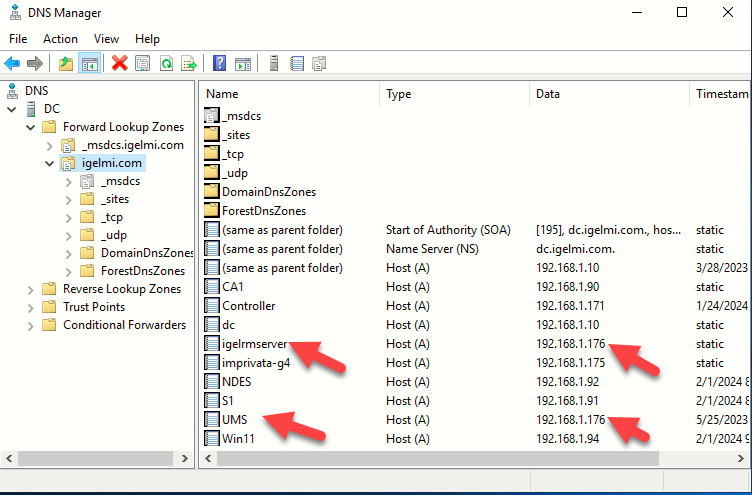 DNS Manager
File Action View Help
DNS
DC
Forward Lookup Zones
_msdcs.igelmi.com
igelmi.com
_msdcs
_sites
_tcp
_udp
DomainDnsZones
ForestDnsZones
Reverse Lookup Zones
Trust Points
Conditional Forwarders
Name Type Data Timestam
_msdcs
_sites
_tcp
_udp
DomainDnsZones
ForestDnsZones
(same as parent folder) Start of Authority (SOA) [195], dc.igelmi.com., hos... static
(same as parent folder) Name Server (NS) dc.igelmi.com. static
(same as parent folder) Host (A) 192.168.1.10 3/28/2023
CA1 Host (A) 192.168.1.90 static
Controller Host (A) 192.168.1.171 1/24/2024
dc Host (A) 192.168.1.10 static
igelrmserver Host (A) 192.168.1.176 static
imprivata-g4 Host (A) 192.168.1.175 static
NDES Host (A) 192.168.1.92 2/1/2024 8
S1 Host (A) 192.168.1.91 2/1/2024 8
UMS Host (A) 192.168.1.176 5/25/2023
Win11 Host (A) 192.168.1.94 2/1/2024 9